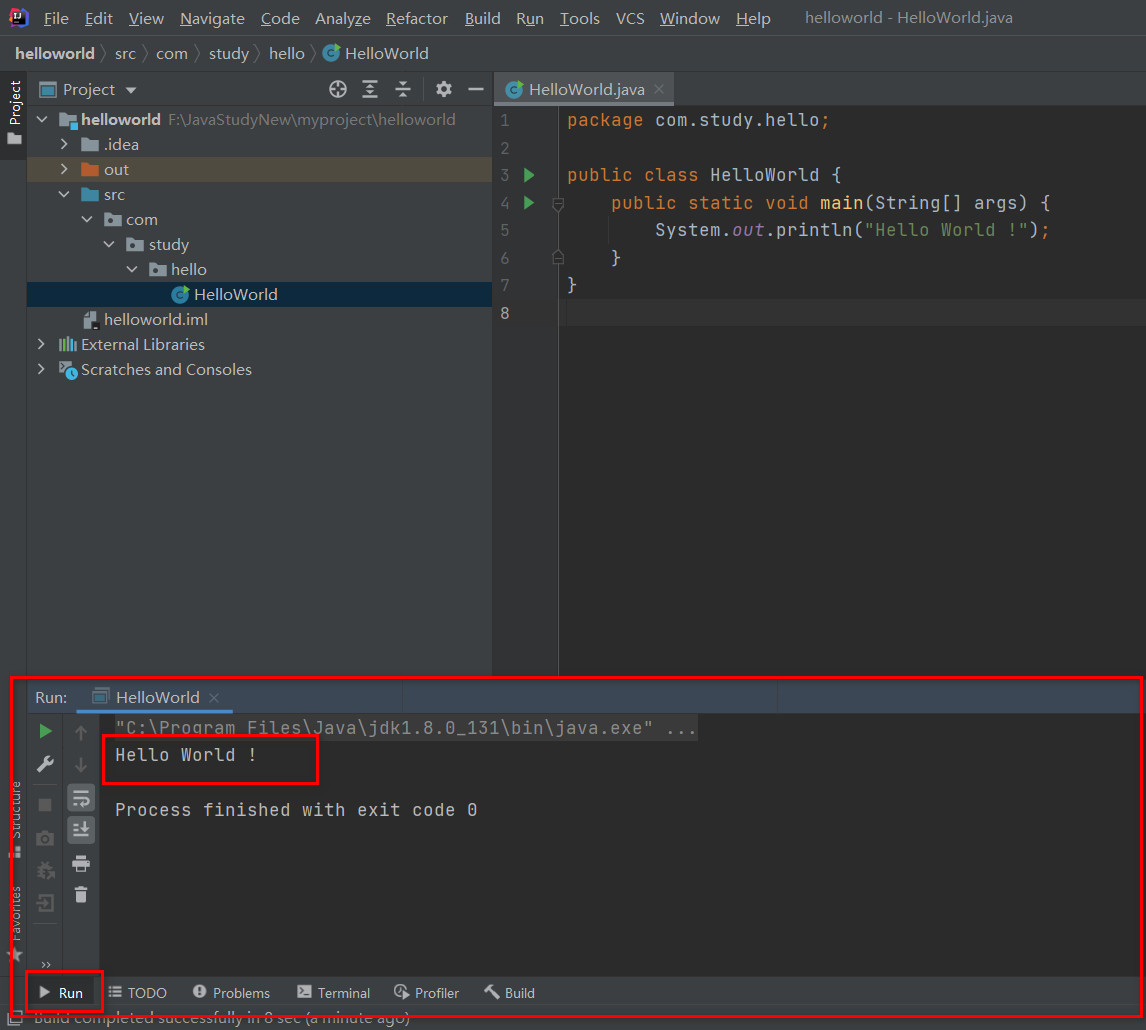 File Edit View Navigate Code Analyze Refactor Build Run Tools VCS Window Help helloworld - HelloWorld.java
helloworld src com study hello HelloWorld
Project
Project
helloworld F:\JavaStudyNew\myproject\helloworld
.idea
out
src
com
study
hello
HelloWorld
helloworld.iml
External Libraries
Scratches and Consoles
HelloWorld.java
1 package com.study.hello;
2
3 public class HelloWorld {
4 public static void main(String[] args) {
5 System.out.println("Hello World !");
6 }
7 }
8
Run: HelloWorld
"C:\Program Files\Java\jdk1.8.0_131\bin\java.exe" ...
Hello World !
Process finished with exit code 0
Structure
Favorites
Run TODO Problems Terminal Profiler Build
Build completed successfully in 8 sec (a minute ago)